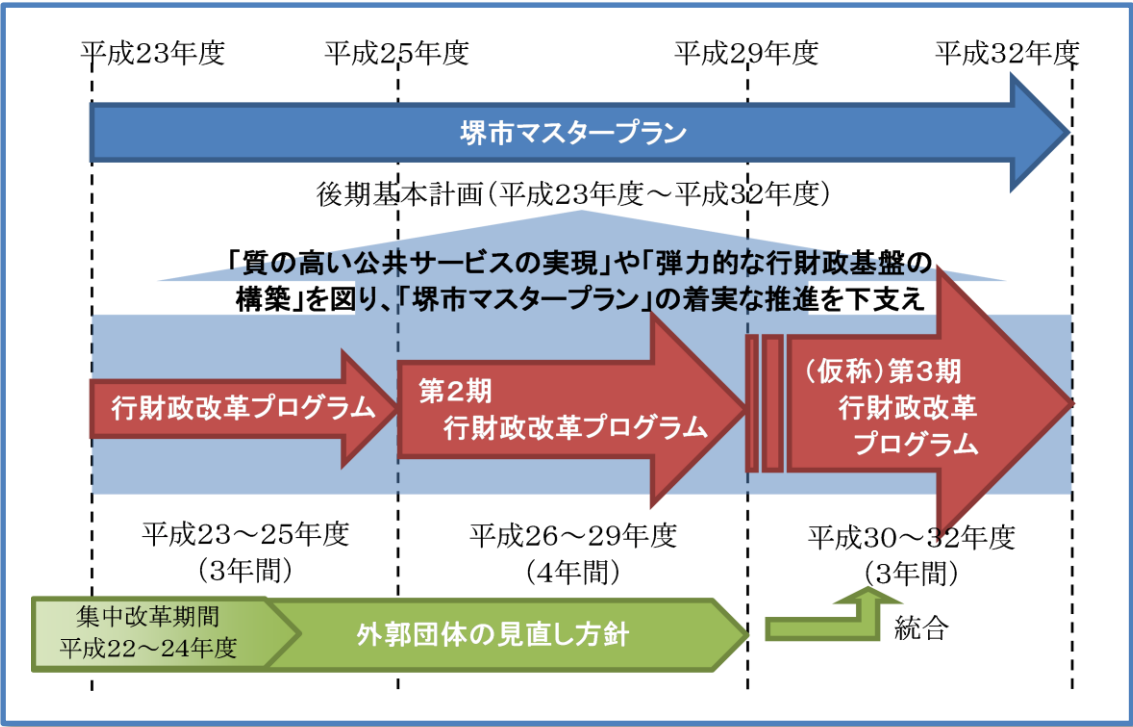 平成23年度
平成25年度
平成29年度
平成32年度
堺市マスタープラン
後期基本計画(平成23年度～平成32年度)
「質の高い公共サービスの実現」や「弾力的な行財政基盤の
構築」を図り、「堺市マスタープラン」の着実な推進を下支え
行財政改革プログラム
第2期
行財政改革プログラム
(仮称)第3期
行財政改革
プログラム
平成23～25年度
(3年間)
平成26～29年度
(4年間)
平成30～32年度
(3年間)
集中改革期間
平成22～24年度
外郭団体の見直し方針
統合